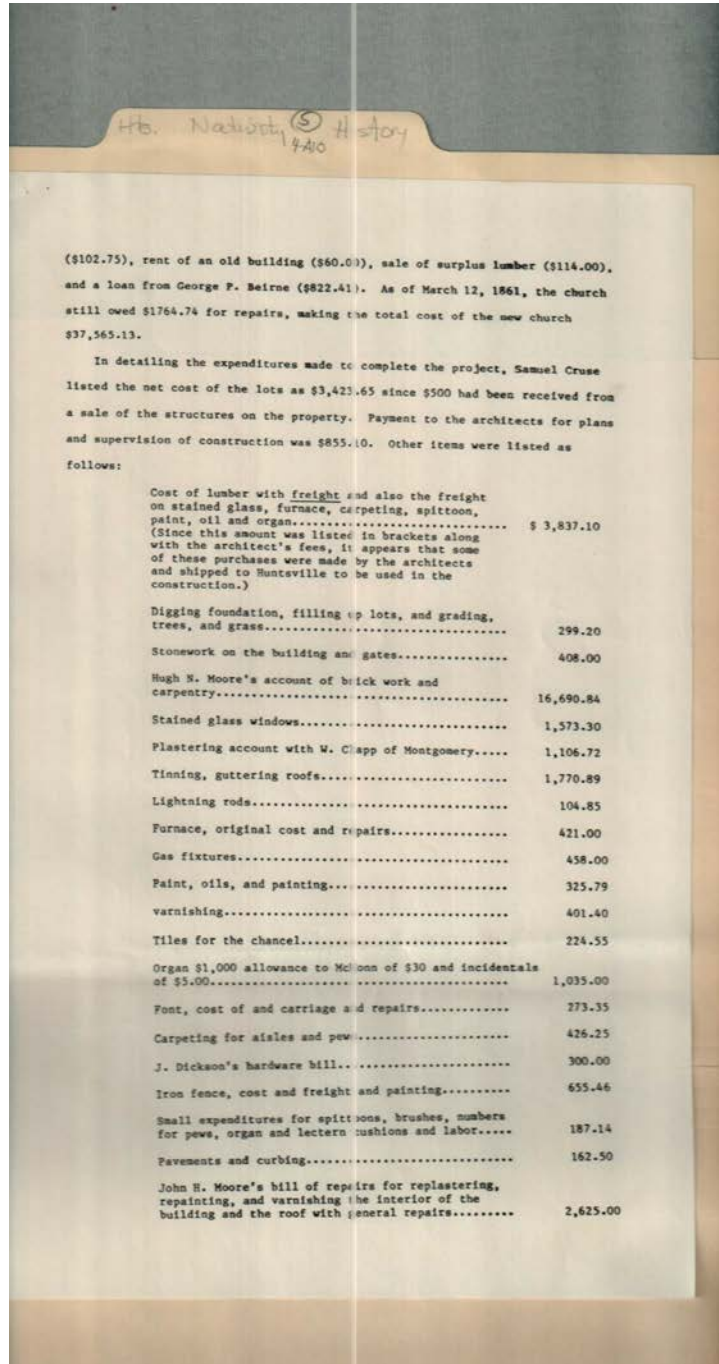 Hts. Nativity (5) History
4-A10
($102.75), rent of an old building ($60.00), sale of surplus lumber ($114.00),
and a loan from George P. Beirne ($822.41). As of March 12, 1861, the church
still owed $1764.74 for repairs, making the total cost of the new church
$37,565.13.
In detailing the expenditures made to complete the project, Samuel Cruse
listed the net cost of the lots as $3,423.65 since $500 had been received from
a sale of the structures on the property. Payment to the architects for plans
and supervision of construction was $855.10. Other items were listed as
follows:
Cost of lumber with freight and also the freight
on stained glass, furnace, carpeting, spittoon,
paint, oil and organ................................ $ 3,837.10
(Since this amount was listed in brackets along
with the architect's fees, it appears that some
of these purchases were made by the architects
and shipped to Huntsville to be used in the
construction.)
Digging foundation, filling up lots, and grading,
trees, and grass................................... 299.20
Stonework on the building and gates................ 408.00
Hugh N. Moore's account of brick work and
carpentry.......................................... 16,690.84
Stained glass windows.............................. 1,573.30
Plastering account with W. Clapp of Montgomery..... 1,106.72
Tinning, guttering roofs........................... 1,770.89
Lightning rods..................................... 104.85
Furnace, original cost and repairs................. 421.00
Gas fixtures....................................... 458.00
Paint, oils, and painting.......................... 325.79
varnishing......................................... 401.40
Tiles for the chancel.............................. 224.55
Organ $1,000 allowance to of $30 and incidentals
of $5.00........................................... 1,035.00
Font, cost of and carriage and repairs............. 273.35
Carpeting for aisles and pews...................... 426.25
J. Dickson's hardware bill......................... 300.00
Iron fence, cost and freight and painting.......... 655.46
Small expenditures for spittoons, brushes, numbers
for pews, organ and lectern cushions and labor..... 187.14
Pavements and curbing.............................. 162.50
John H. Moore's bill of repairs for replastering,
repainting, and varnishing the interior of the
building and the roof with general repairs......... 2,625.00